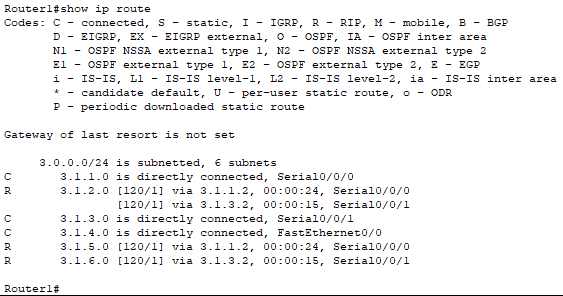 Router1#show ip route
Codes: C - connected, S - static, I - IGRP, R - RIP, M - mobile, B - BGP
D - EIGRP, EX - EIGRP external, O - OSPF, IA - OSPF inter area
N1 - OSPF NSSA external type 1, N2 - OSPF NSSA external type 2
E1 - OSPF external type 1, E2 - OSPF external type 2, E - EGP
i - IS-IS, L1 - IS-IS level-1, L2 - IS-IS level-2, ia - IS-IS inter area
* - candidate default, U - per-user static route, o - ODR
P - periodic downloaded static route
Gateway of last resort is not set
3.0.0.0/24 is subnetted, 6 subnets
C 3.1.1.0 is directly connected, Serial0/0/0
R 3.1.2.0 [120/1] via 3.1.1.2, 00:00:24, Serial0/0/0
[120/1] via 3.1.3.2, 00:00:15, Serial0/0/1
C 3.1.3.0 is directly connected, Serial0/0/1
C 3.1.4.0 is directly connected, FastEthernet0/0
R 3.1.5.0 [120/1] via 3.1.1.2, 00:00:24, Serial0/0/0
R 3.1.6.0 [120/1] via 3.1.3.2, 00:00:15, Serial0/0/1
Router1#